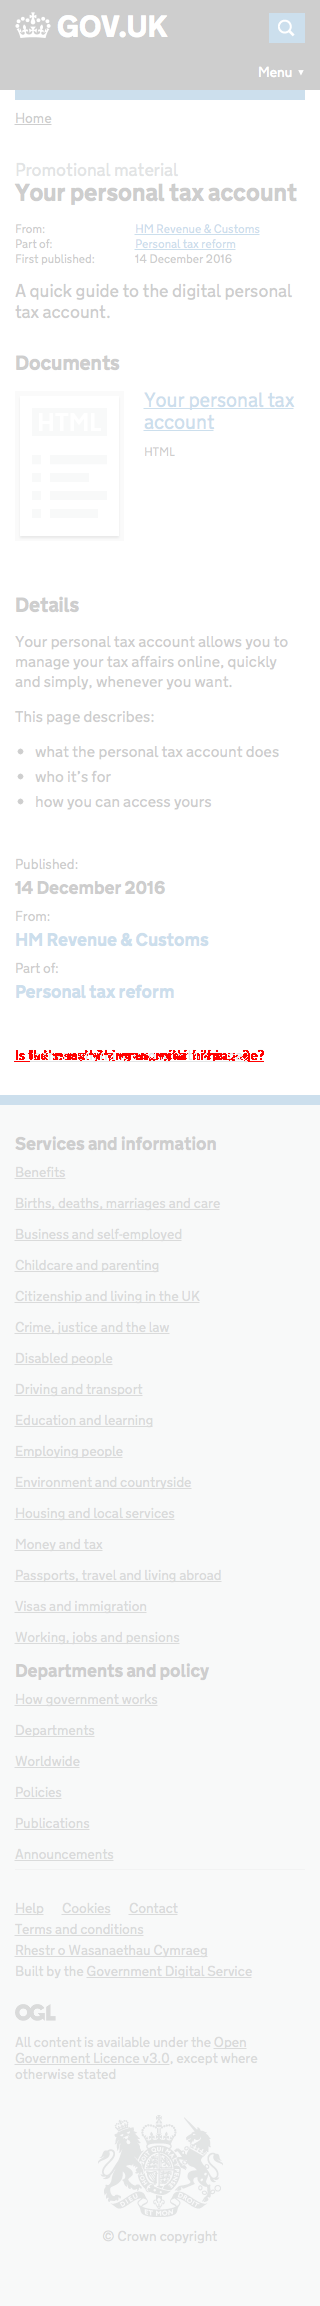 GOV.UK
Menu ▼
Home
Promotional material
Your personal tax account
From: HM Revenue & Customs
Part of: Personal tax reform
First published: 14 December 2016
A quick guide to the digital personal
tax account.
Documents
HTML
Your personal tax
account
HTML
Details
Your personal tax account allows you to
manage your tax affairs online, quickly
and simply, whenever you want.
This page describes:
• what the personal tax account does
• who it's for
• how you can access yours
Published:
14 December 2016
From:
HM Revenue & Customs
Part of:
Personal tax reform
Is
Services and information
Benefits
Births, deaths, marriages and care
Business and self-employed
Childcare and parenting
Citizenship and living in the UK
Crime, justice and the law
Disabled people
Driving and transport
Education and learning
Employing people
Environment and countryside
Housing and local services
Money and tax
Passports, travel and living abroad
Visas and immigration
Working, jobs and pensions
Departments and policy
How government works
Departments
Worldwide
Policies
Publications
Announcements
Help Cookies Contact
Terms and conditions
Rhestr o Wasanaethau Cymraeg
Built by the Government Digital Service
OGL
All content is available under the Open
Government Licence v3.0, except where
otherwise stated
© Crown copyright